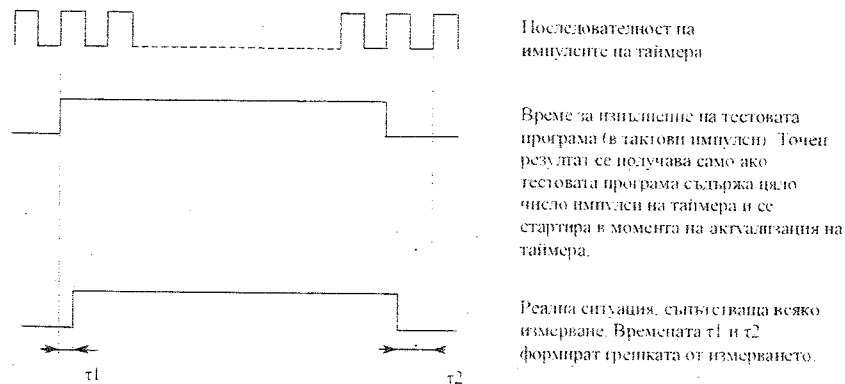 Последователност на
импулсите на таймера
Време за изпълнение на тестовата
програма (в тактови импулси). Точен
резултат се получава само ако
тестовата програма съдържа цяло
число импулси на таймера и се
стартира в момента на актуализация на
таймера.
Реална ситуация, съпътстваща всяко
измерване. Времената τ1 и τ2
формират грешката от измерването.
τ1
τ2